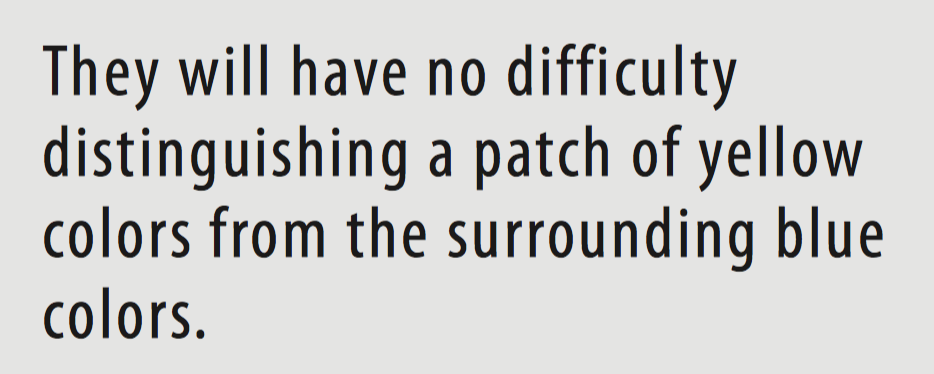 They will have no difficulty
distinguishing a patch of yellow
colors from the surrounding blue
colors.